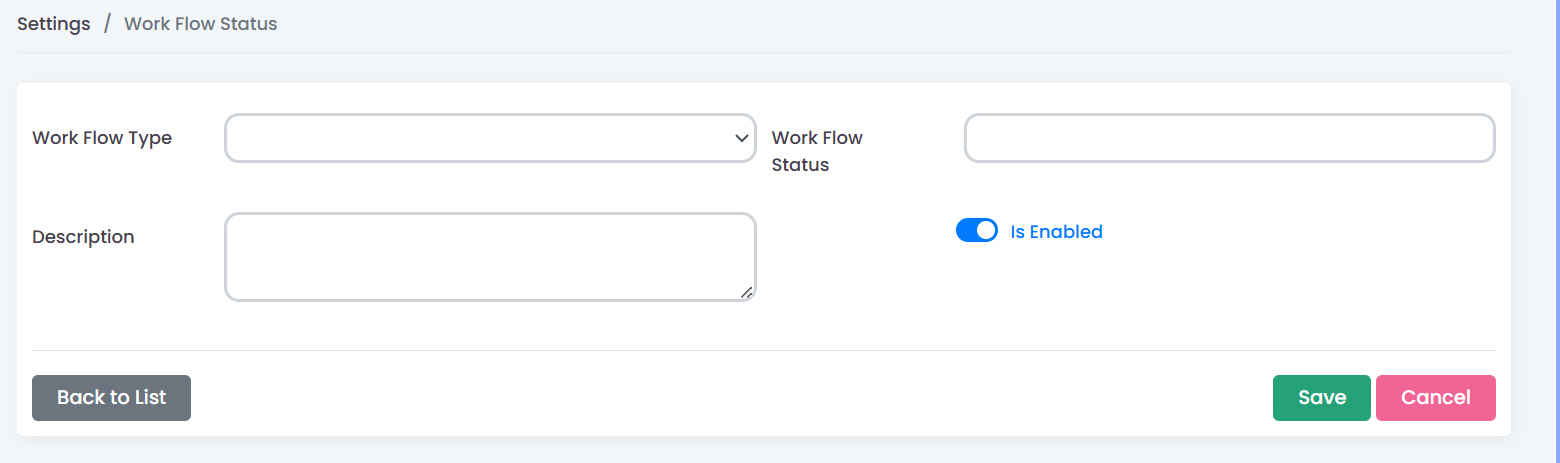 Settings / Work Flow Status
Work Flow Type
Work Flow
Status
Description
Is Enabled
Back to List
Save
Cancel